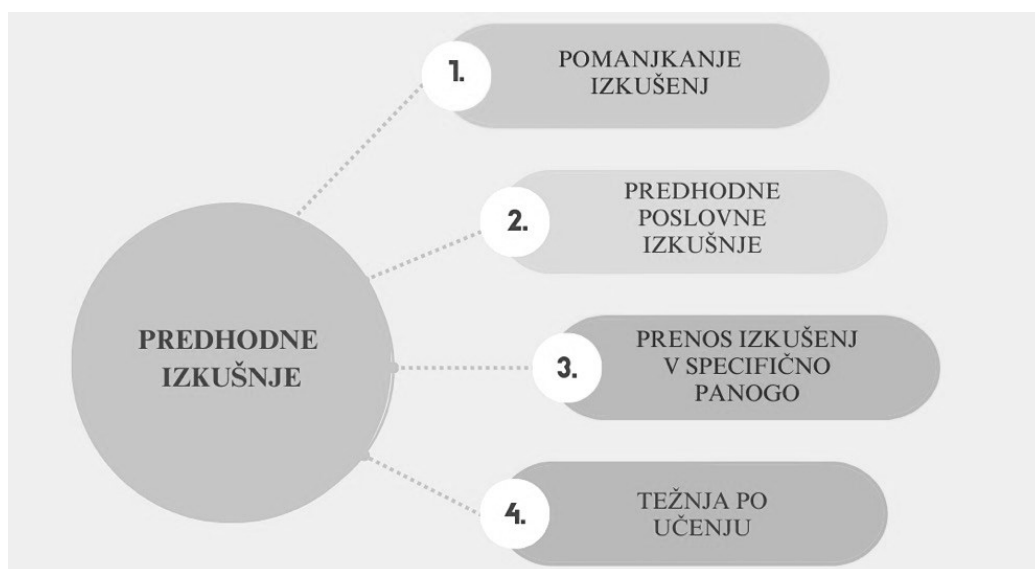 PREDHODNE
IZKUŠNJE
1.
POMANJKANJE
IZKUŠENJ
2.
PREDHODNE
POSLOVNE
IZKUŠNJE
3.
PRENOS IZKUŠENJ
V SPECIFIČNO
PANOGO
4.
TEŽNJA PO
UČENJU